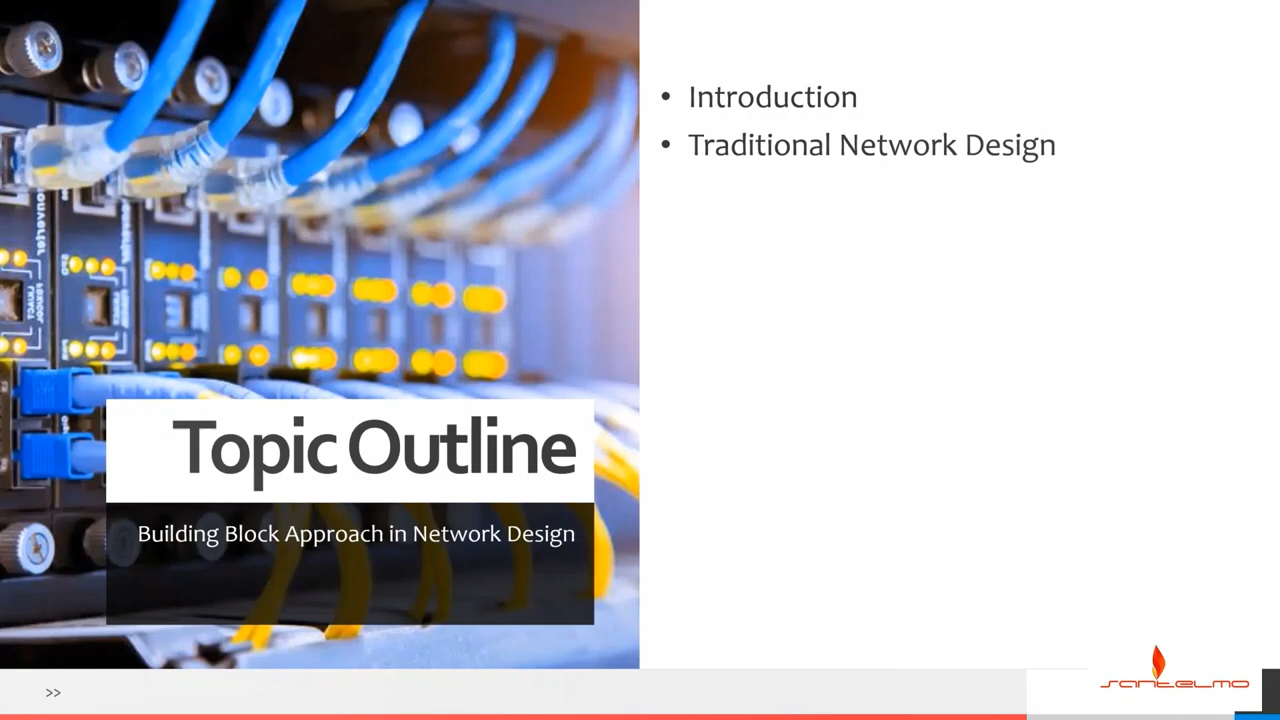 Topic Outline
Building Block Approach in Network Design
• Introduction
• Traditional Network Design
>>
santelmo